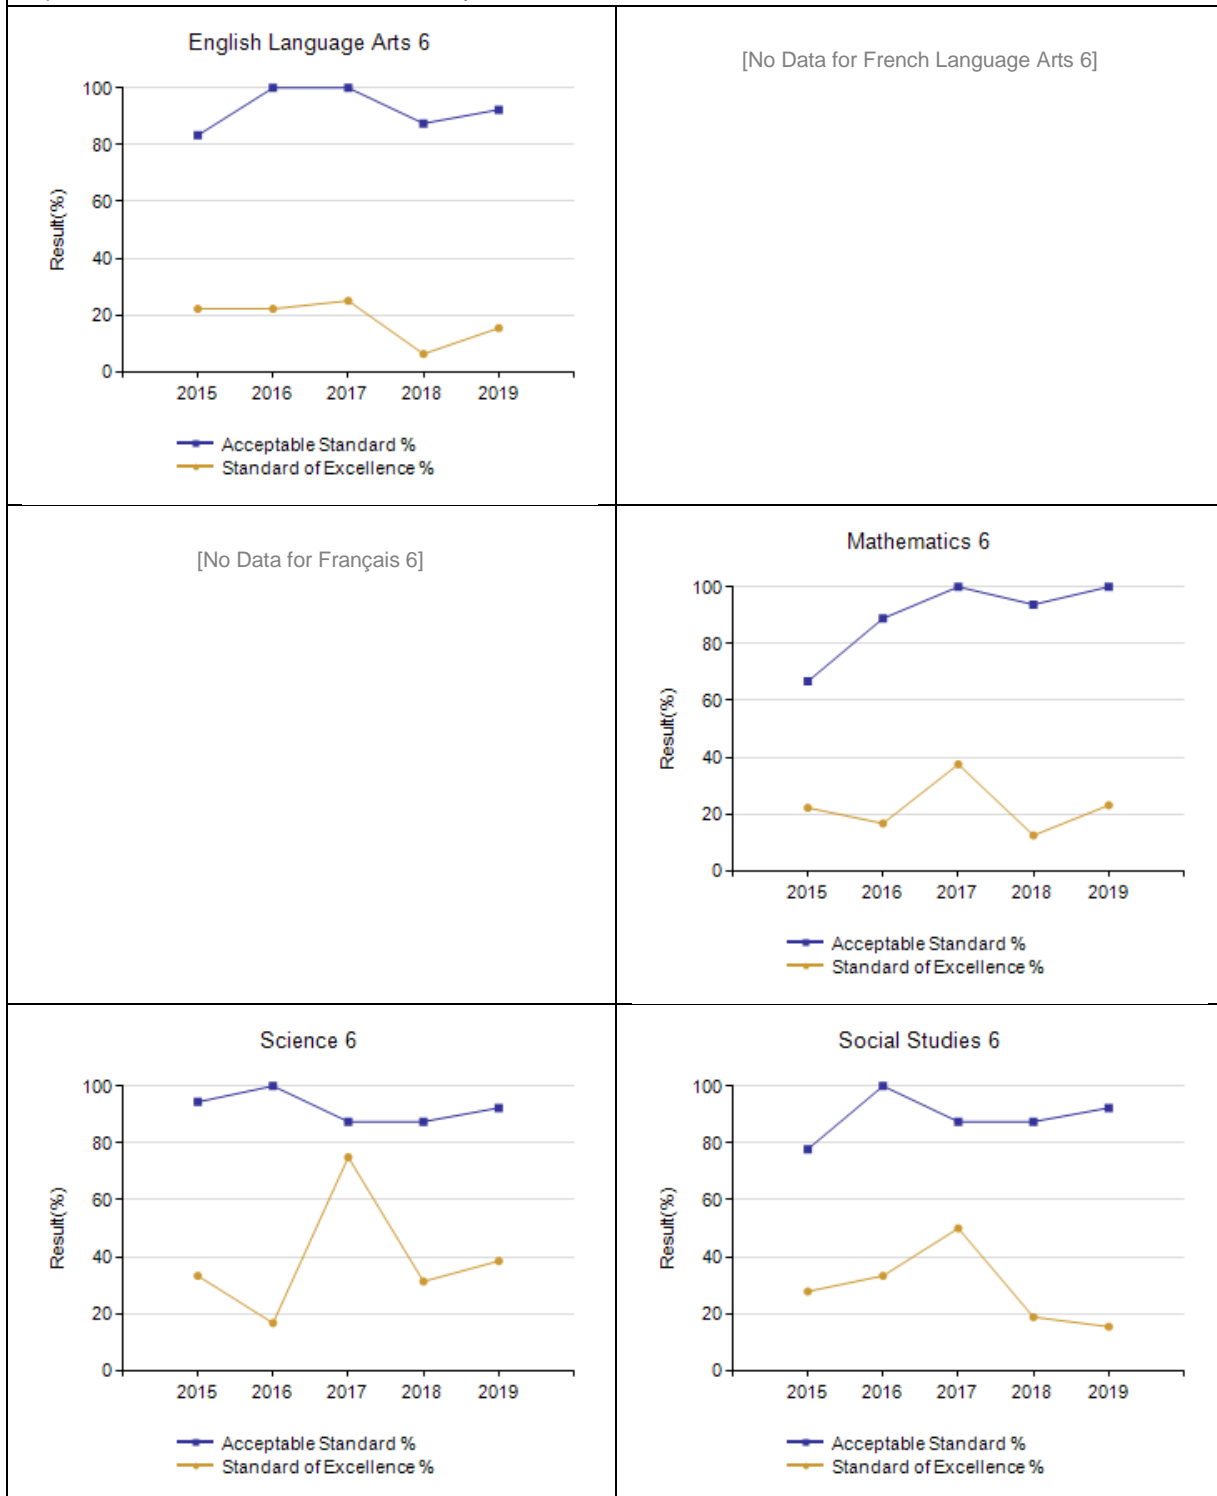 English Language Arts 6
Result(%)
100
80
60
40
20
0
2015 2016 2017 2018 2019
Acceptable Standard %
Standard of Excellence %
[No Data for French Language Arts 6]
[No Data for Français 6]
Mathematics 6
Result(%)
100
80
60
40
20
0
2015 2016 2017 2018 2019
Acceptable Standard %
Standard of Excellence %
Science 6
Result(%)
100
80
60
40
20
0
2015 2016 2017 2018 2019
Acceptable Standard %
Standard of Excellence %
Social Studies 6
Result(%)
100
80
60
40
20
0
2015 2016 2017 2018 2019
Acceptable Standard %
Standard of Excellence %